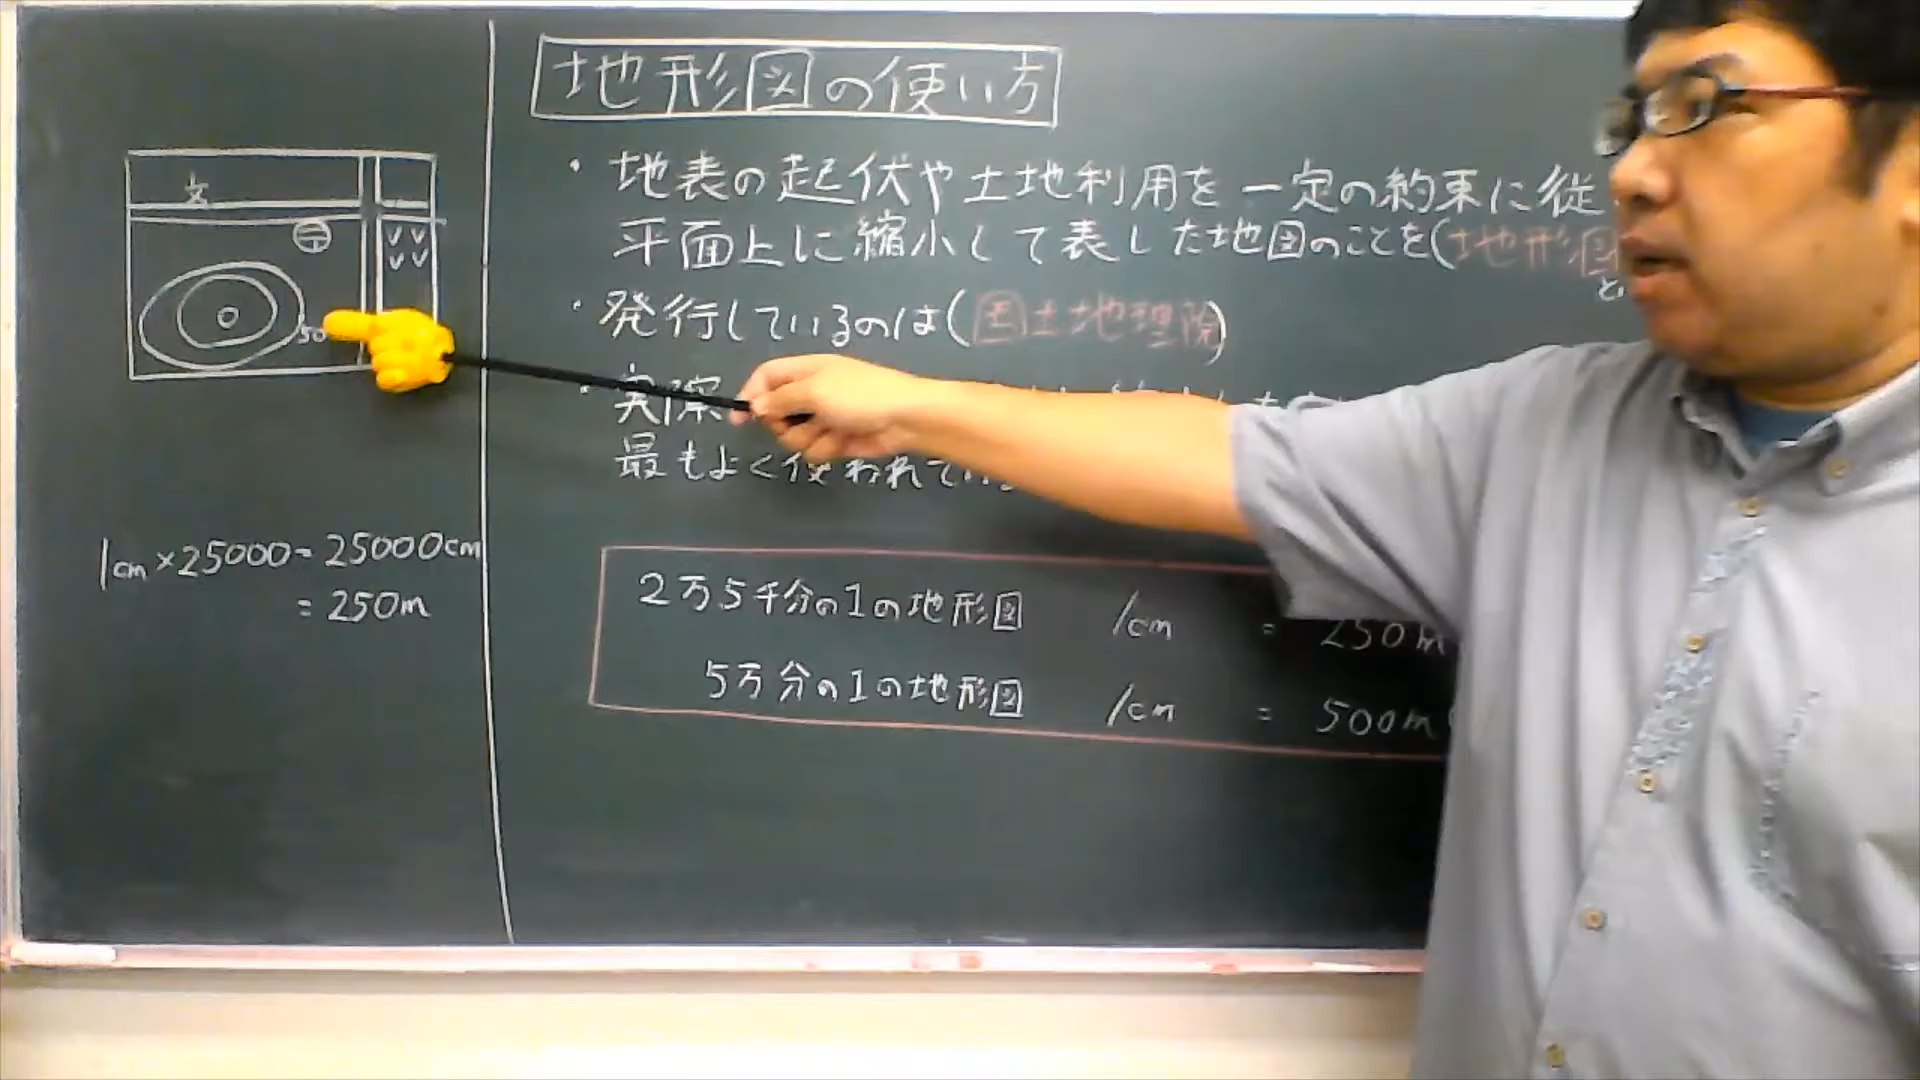 地形図の使い方
・地表の起伏や土地利用を一定の約束に従
平面上に縮小して表した地図のことを(地形図
と
・発行しているのは(国土地理院)
・実際
最もよく使われている
2万5千分の1の地形図 1cm = 250m
5万分の1の地形図 1cm = 500m
文
50
1cm×25000=25000cm
=250m